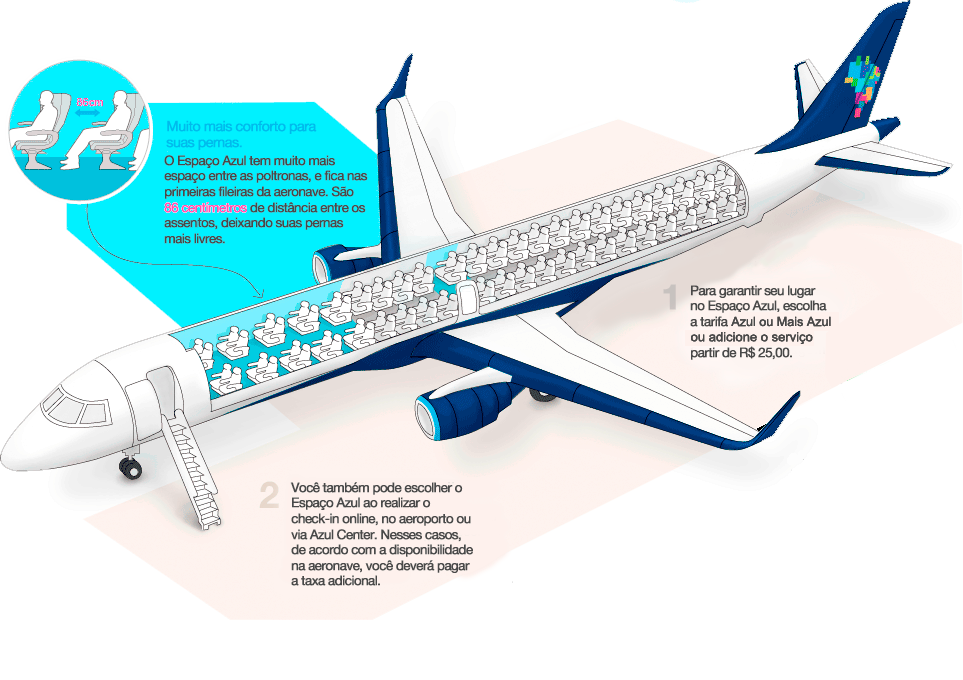 86cm
Muito mais conforto para
suas pernas.
O Espaço Azul tem muito mais
espaço entre as poltronas, e fica nas
primeiras fileiras da aeronave. São
86 centímetros de distância entre os
assentos, deixando suas pernas
mais livres.
1
Para garantir seu lugar
no Espaço Azul, escolha
a tarifa Azul ou Mais Azul
ou adicione o serviço
partir de R$ 25,00.
2
Você também pode escolher o
Espaço Azul ao realizar o
check-in online, no aeroporto ou
via Azul Center. Nesses casos,
de acordo com a disponibilidade
na aeronave, você deverá pagar
a taxa adicional.